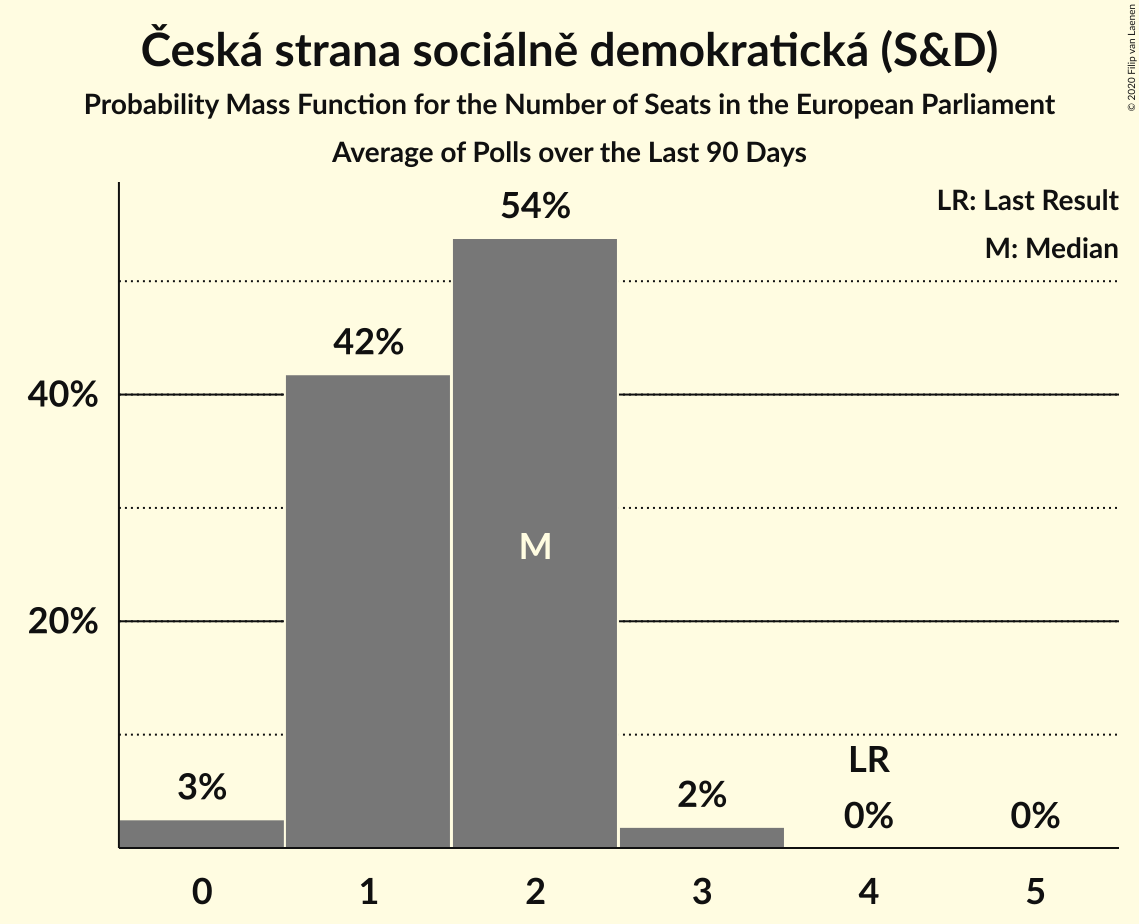 Česká strana sociálně demokratická (S&D)
Probability Mass Function for the Number of Seats in the European Parliament
Average of Polls over the Last 90 Days
© 2020 Filip van Laenen
LR: Last Result
M: Median
54%
42%
40%
M
20%
LR
3%
2%
0%
0%
0
1
2
3
4
5